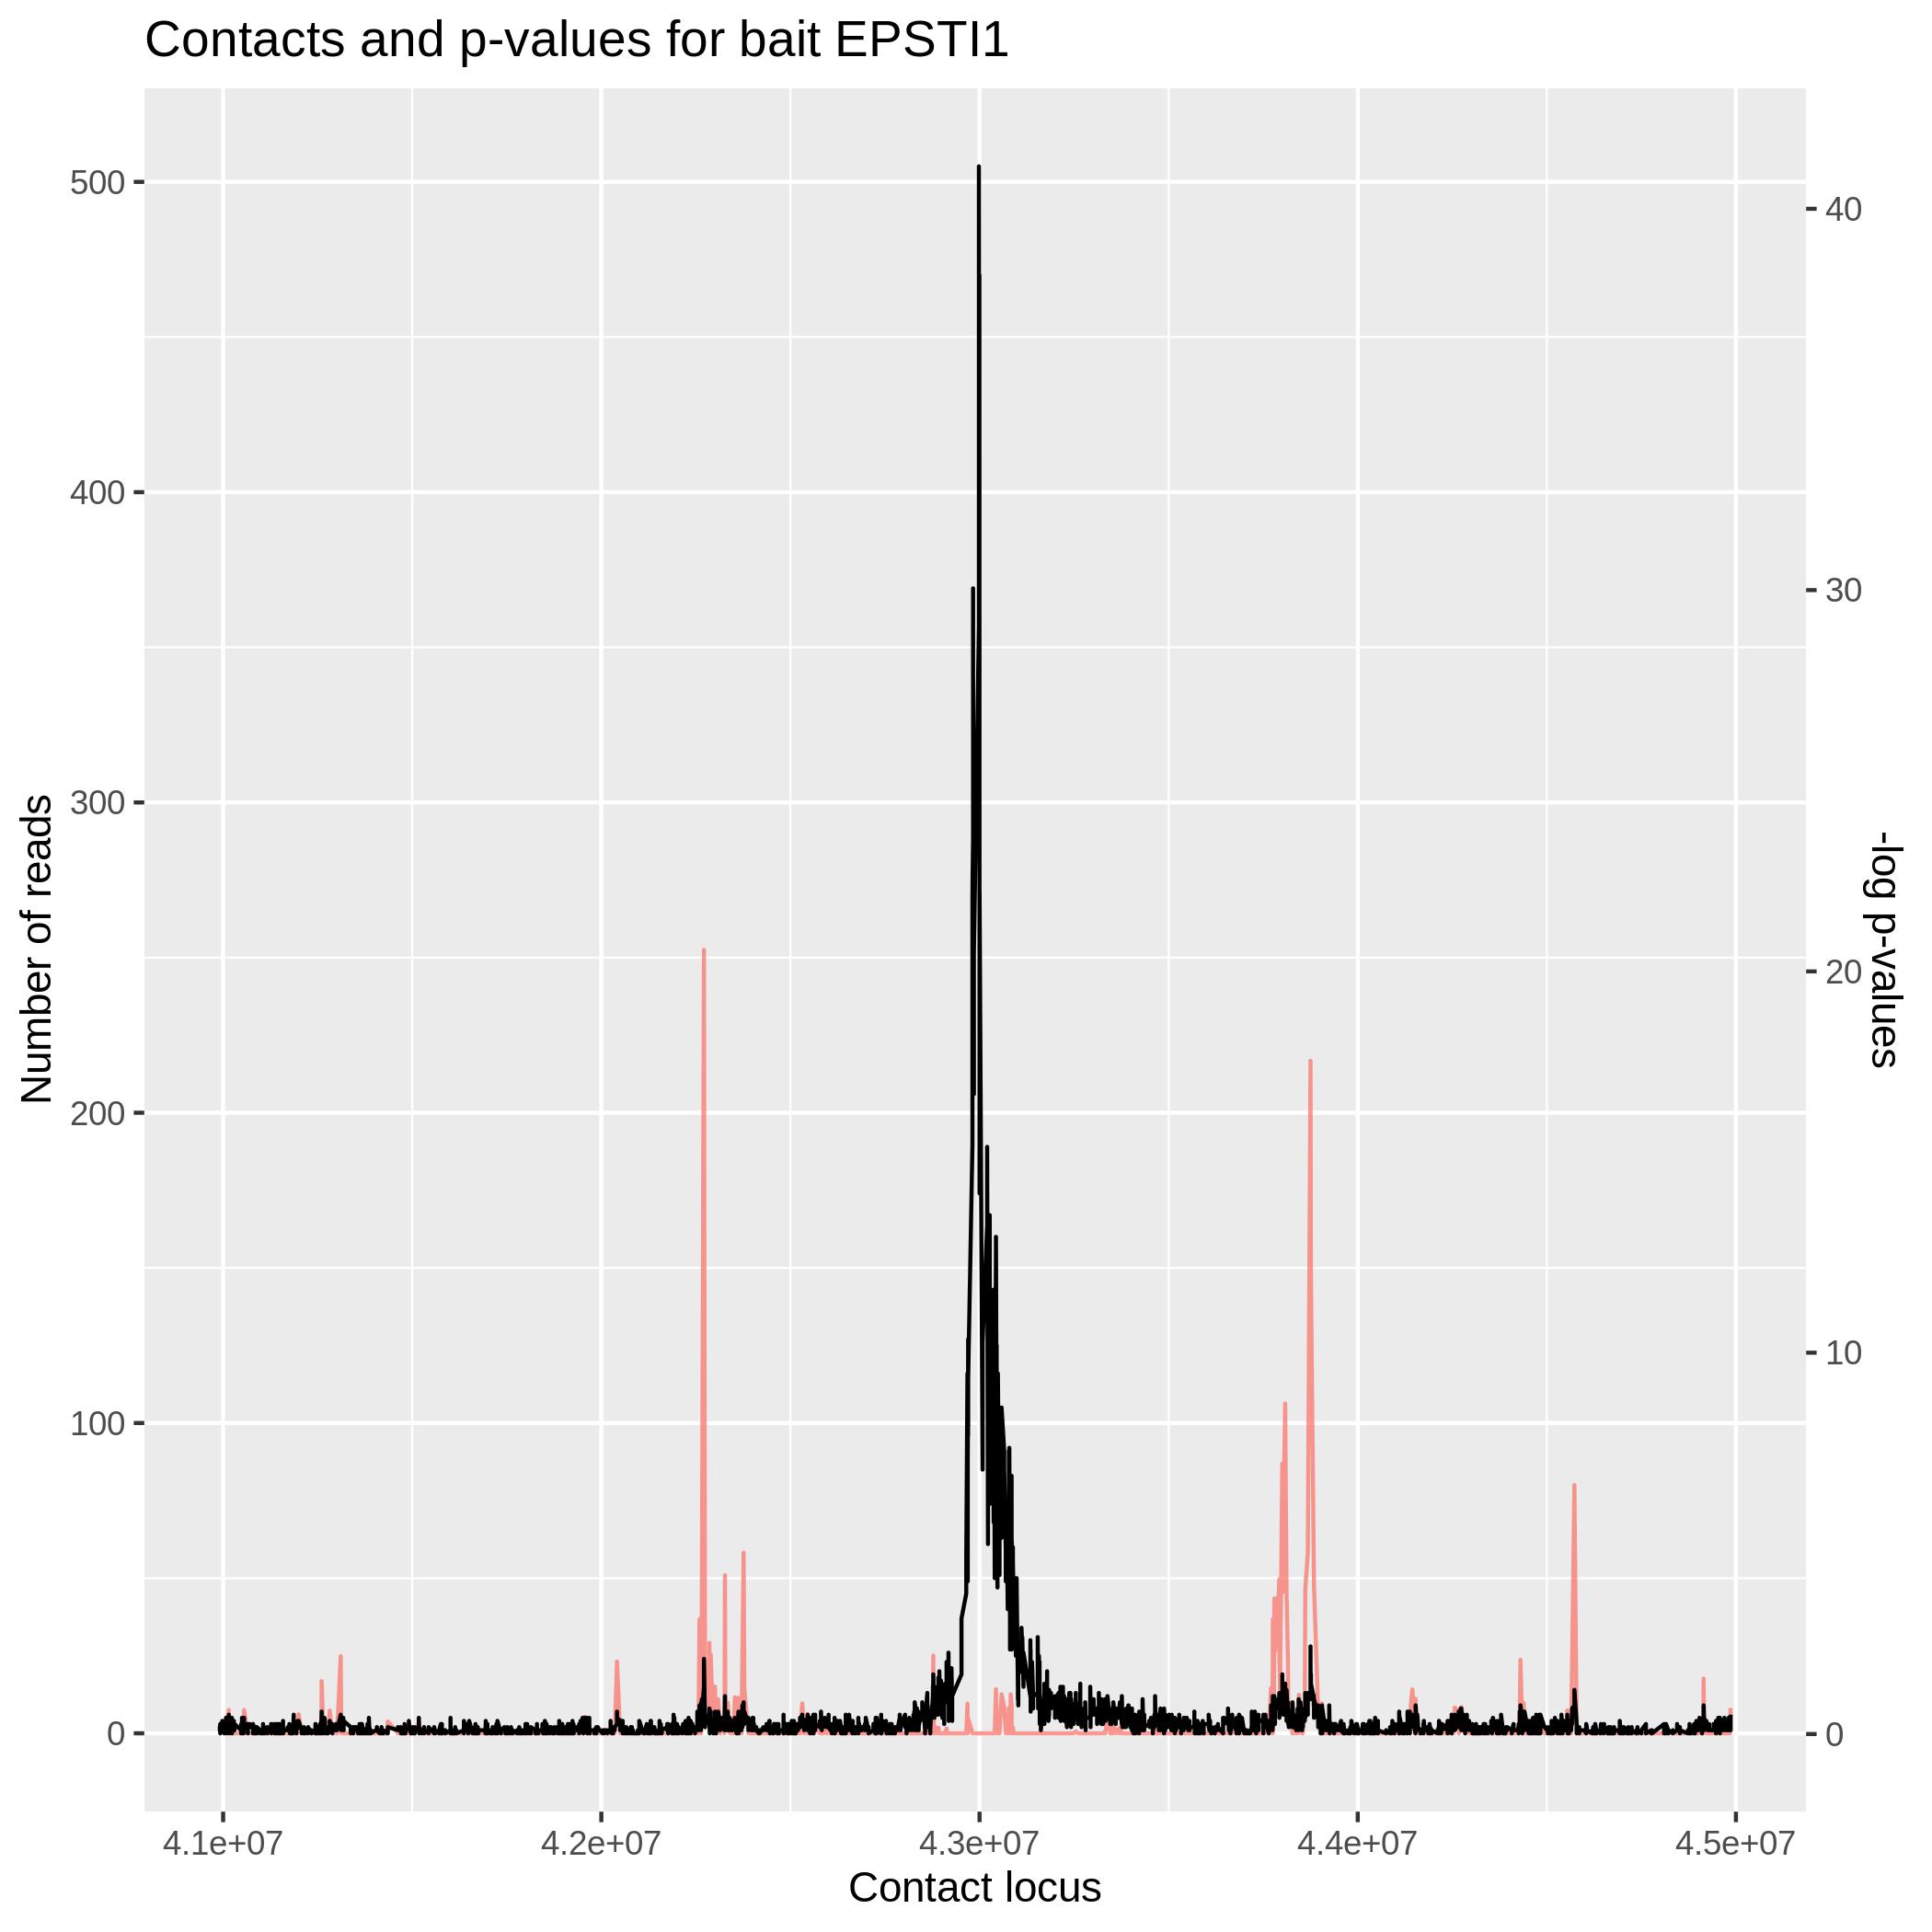 Contacts and p-values for bait EPSTI1
500
400
300
200
100
0
Number of reads
40
30
20
10
0
-log p-values
4.1e+07
4.2e+07
4.3e+07
4.4e+07
4.5e+07
Contact locus